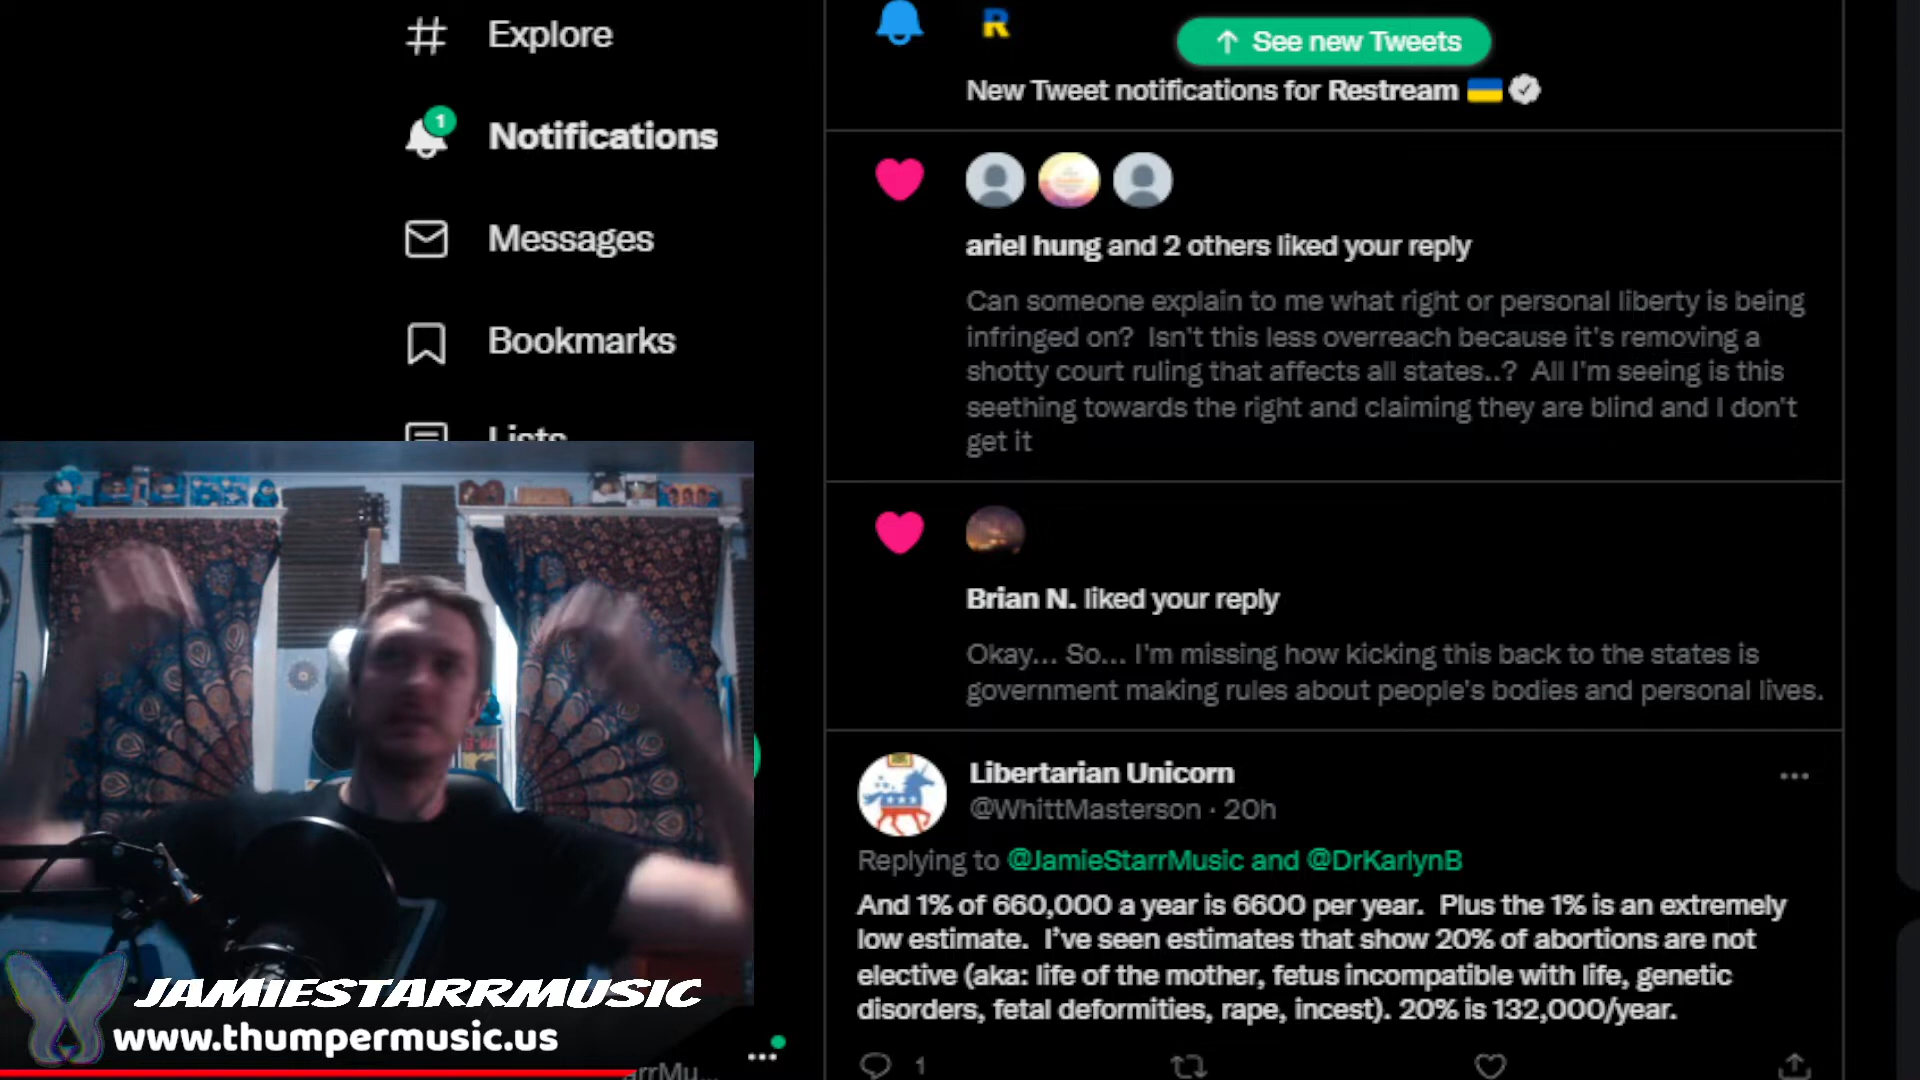 Explore
1
Notifications
Messages
Bookmarks
Lists
R
↑ See new Tweets
New Tweet notifications for Restream
ariel hung and 2 others liked your reply
Can someone explain to me what right or personal liberty is being
infringed on?  Isn't this less overreach because it's removing a
shotty court ruling that affects all states..?  All I'm seeing is this
seething towards the right and claiming they are blind and I don't
get it
Brian N. liked your reply
Okay... So... I'm missing how kicking this back to the states is
government making rules about people's bodies and personal lives.
Libertarian Unicorn
@WhittMasterson · 20h
Replying to @JamieStarrMusic and @DrKarlynB
And 1% of 660,000 a year is 6600 per year.  Plus the 1% is an extremely
low estimate.  I've seen estimates that show 20% of abortions are not
elective (aka: life of the mother, fetus incompatible with life, genetic
disorders, fetal deformities, rape, incest). 20% is 132,000/year.
1
JAMIESTARRMUSIC
www.thumpermusic.us
arrMu...